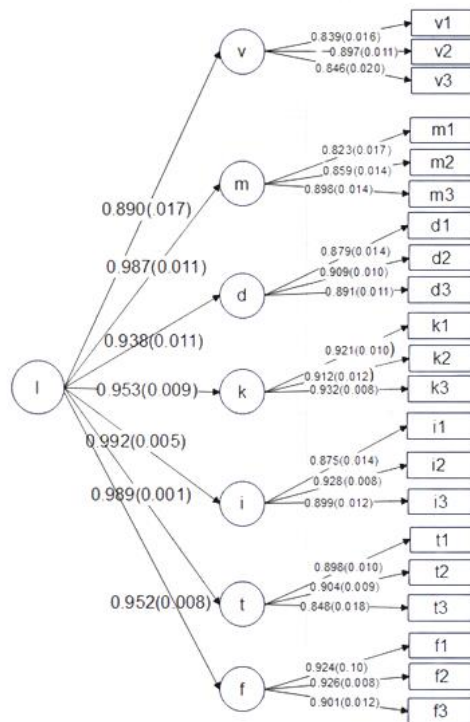 v1
0.839(0.016)
v
0.897(0.011)
v2
0.846(0.020)
v3
m1
0.823(0.017)
m
0.859(0.014)
m2
0.898(0.014)
m3
0.890(.017)
d1
0.879(0.014)
0.987(0.011)
d
0.909(0.010)
d2
0.891(0.011)
d3
0.938(0.011)
k1
0.921(0.010)
k2
l
0.953(0.009)
k
0.912(0.012)
0.932(0.008)
k3
0.992(0.005)
i1
0.875(0.014)
0.989(0.001)
i
0.928(0.008)
i2
0.899(0.012)
i3
t1
0.898(0.010)
0.952(0.008)
t
0.904(0.009)
t2
0.848(0.018)
t3
f1
0.924(0.10)
f
0.926(0.008)
f2
0.901(0.012)
f3